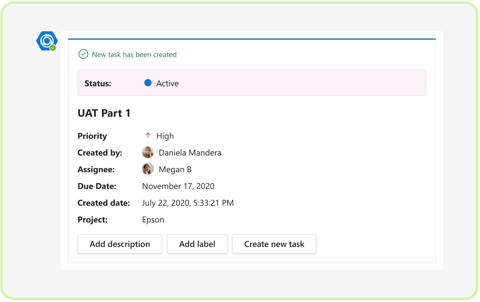 New task has been created
Status: Active
UAT Part 1
Priority High
Created by: Daniela Mandera
Assignee: Megan B
Due Date: November 17, 2020
Created date: July 22, 2020, 5:33:21 PM
Project: Epson
Add description Add label Create new task